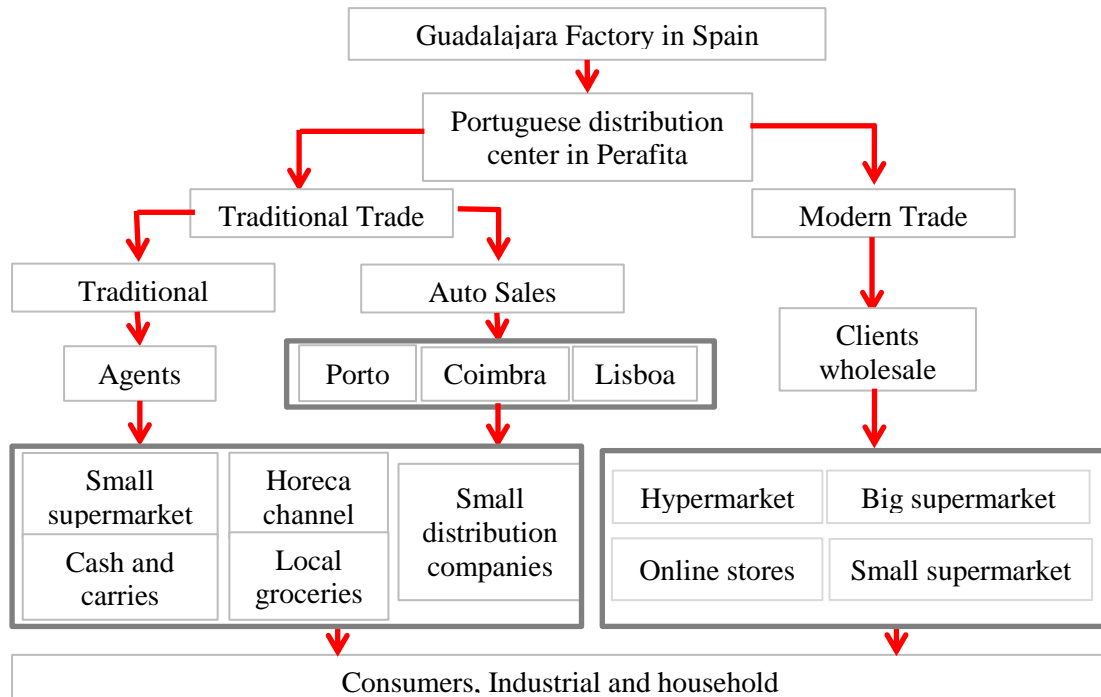 Guadalajara Factory in Spain
Portuguese distribution
center in Perafita
Traditional Trade
Modern Trade
Traditional
Auto Sales
Clients
wholesale
Agents
Porto
Coimbra
Lisboa
Small
supermarket
Horeca
channel
Small
distribution
companies
Cash and
carries
Local
groceries
Hypermarket
Big supermarket
Online stores
Small supermarket
Consumers, Industrial and household